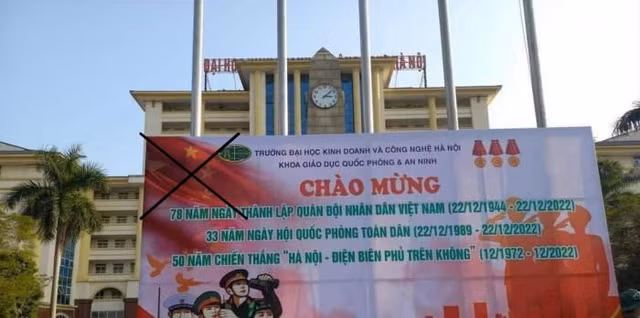 ĐẠI HỌ HÀ NỘI
TRƯỜNG ĐẠI HỌC KINH DOANH VÀ CÔNG NGHỆ HÀ NỘI
KHOA GIÁO DỤC QUỐC PHÒNG & AN NINH
CHÀO MỪNG
78 NĂM NGÀY THÀNH LẬP QUÂN ĐỘI NHÂN DÂN VIỆT NAM (22/12/1944 - 22/12/2022)
33 NĂM NGÀY HỘI QUỐC PHÒNG TOÀN DÂN (22/12/1989 - 22/12/2022)
50 NĂM CHIẾN THẮNG "HÀ NỘI - ĐIỆN BIÊN PHỦ TRÊN KHÔNG" (12/1972 - 12/2022)